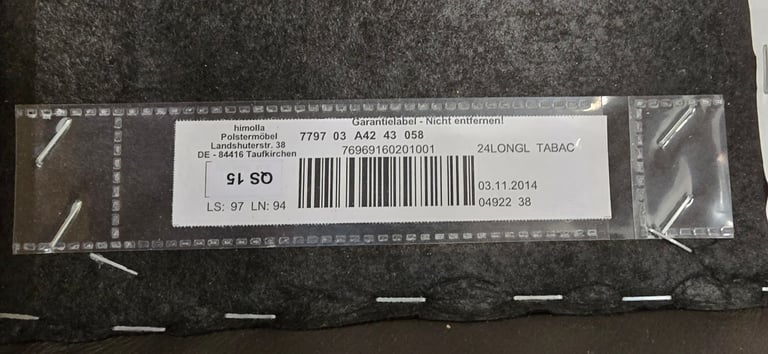 Garantielabel - Nicht entfernen!
himolla
Polstermöbel
Landshuterstr. 38
DE - 84416 Taufkirchen
7797 03 A42 43 058
76969160201001 24LONGL TABAC
QS 15
03.11.2014
LS: 97 LN: 94
04922 38